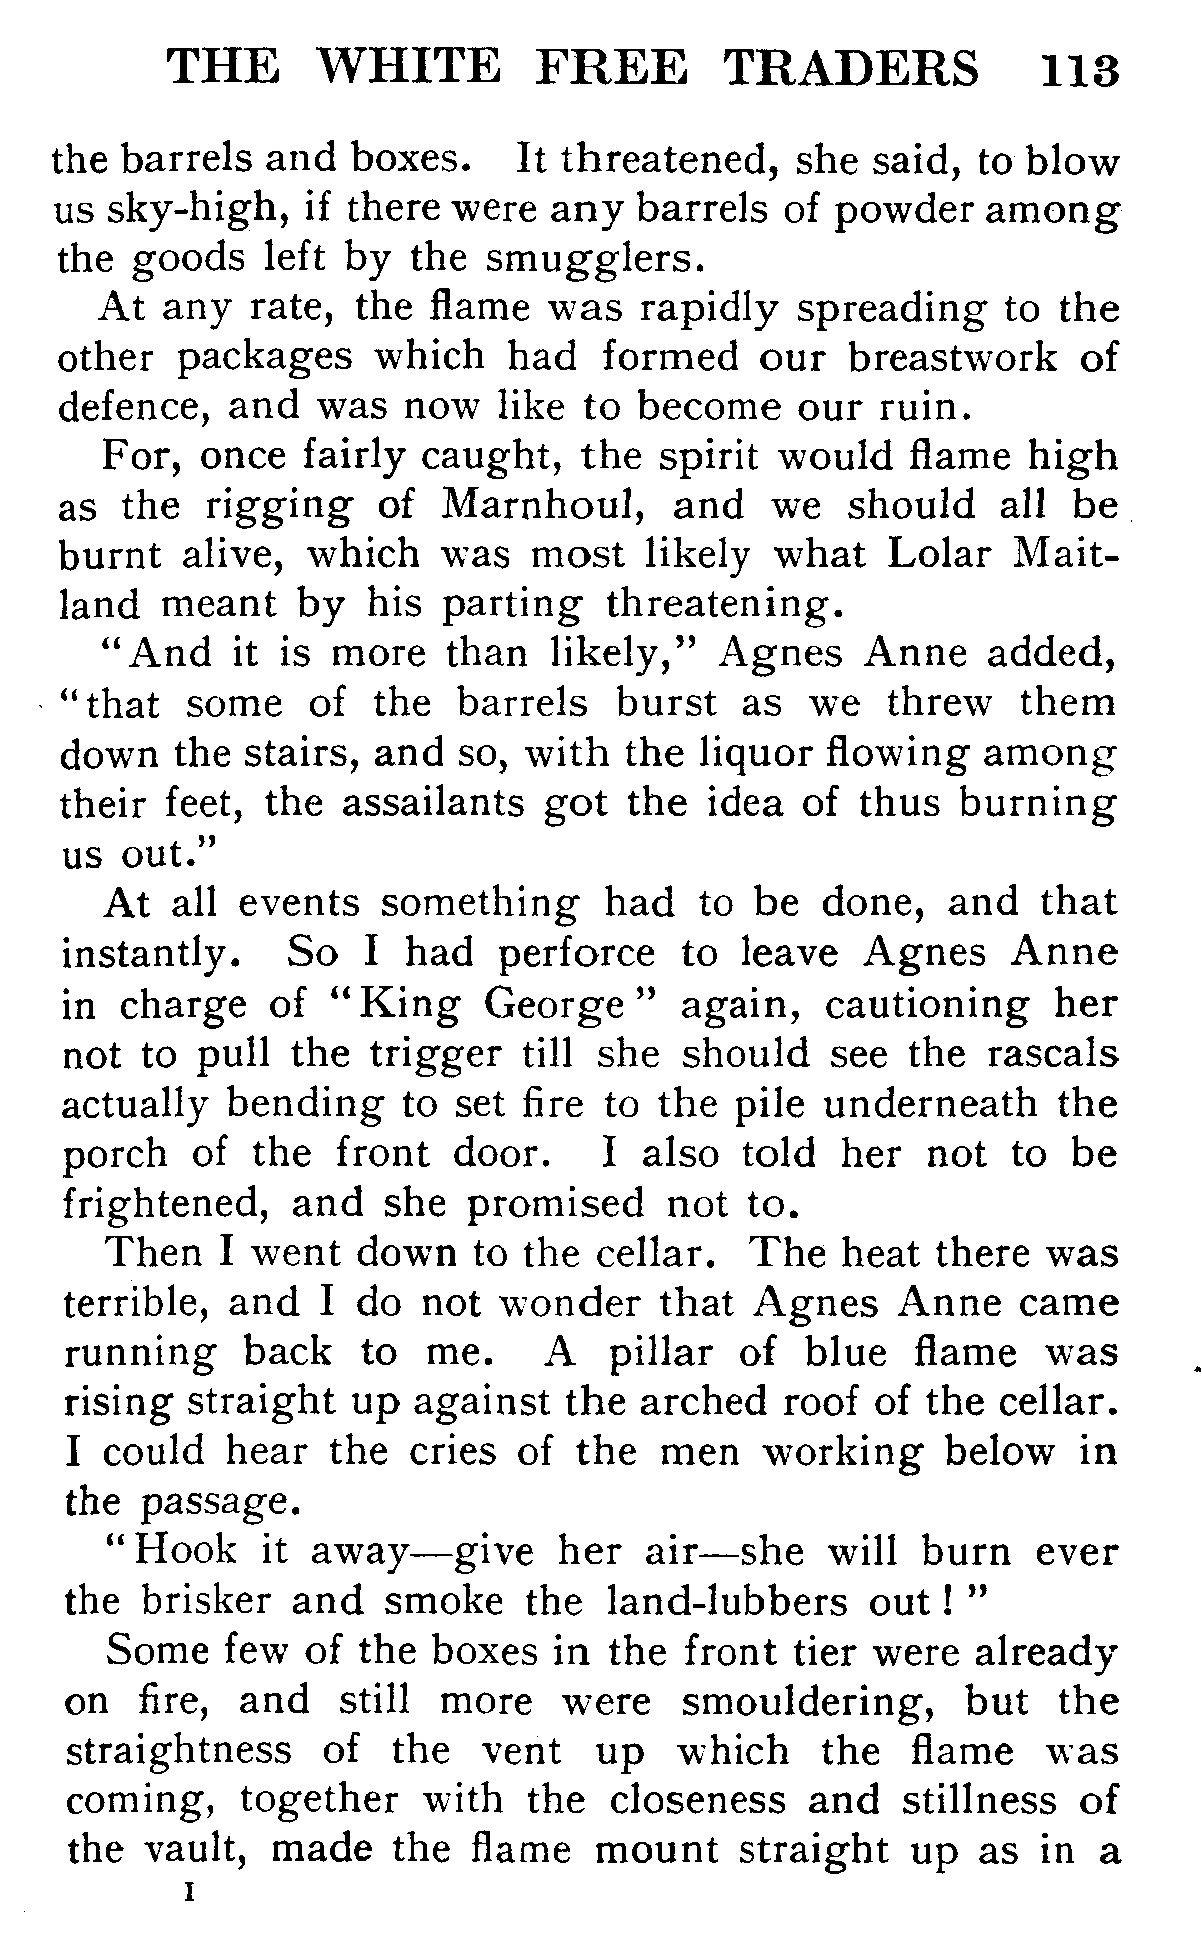 THE WHITE FREE TRADERS 113
the barrels and boxes. It threatened, she said, to blow
us sky-high, if there were any barrels of powder among
the goods left by the smugglers.
At any rate, the flame was rapidly spreading to the
other packages which had formed our breastwork of
defence, and was now like to become our ruin.
For, once fairly caught, the spirit would flame high
as the rigging of Marnhoul, and we should all be
burnt alive, which was most likely what Lolar Mait-
land meant by his parting threatening.
“And it is more than likely,” Agnes Anne added,
“that some of the barrels burst as we threw them
down the stairs, and so, with the liquor flowing among
their feet, the assailants got the idea of thus burning
us out.”
At all events something had to be done, and that
instantly. So I had perforce to leave Agnes Anne
in charge of “King George” again, cautioning her
not to pull the trigger till she should see the rascals
actually bending to set fire to the pile underneath the
porch of the front door. I also told her not to be
frightened, and she promised not to.
Then I went down to the cellar. The heat there was
terrible, and I do not wonder that Agnes Anne came
running back to me. A pillar of blue flame was
rising straight up against the arched roof of the cellar.
I could hear the cries of the men working below in
the passage.
“Hook it away—give her air—she will burn ever
the brisker and smoke the land-lubbers out!”
Some few of the boxes in the front tier were already
on fire, and still more were smouldering, but the
straightness of the vent up which the flame was
coming, together with the closeness and stillness of
the vault, made the flame mount straight up as in a
I